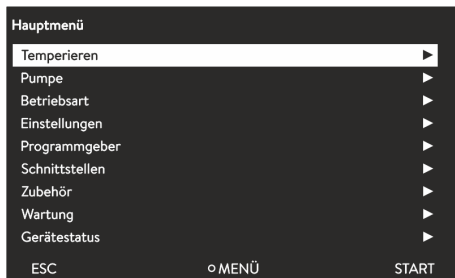 Hauptmenü
Temperieren ▶
Pumpe ▶
Betriebsart ▶
Einstellungen ▶
Programmgeber ▶
Schnittstellen ▶
Zubehör ▶
Wartung ▶
Gerätestatus ▶
ESC ○ MENÜ START